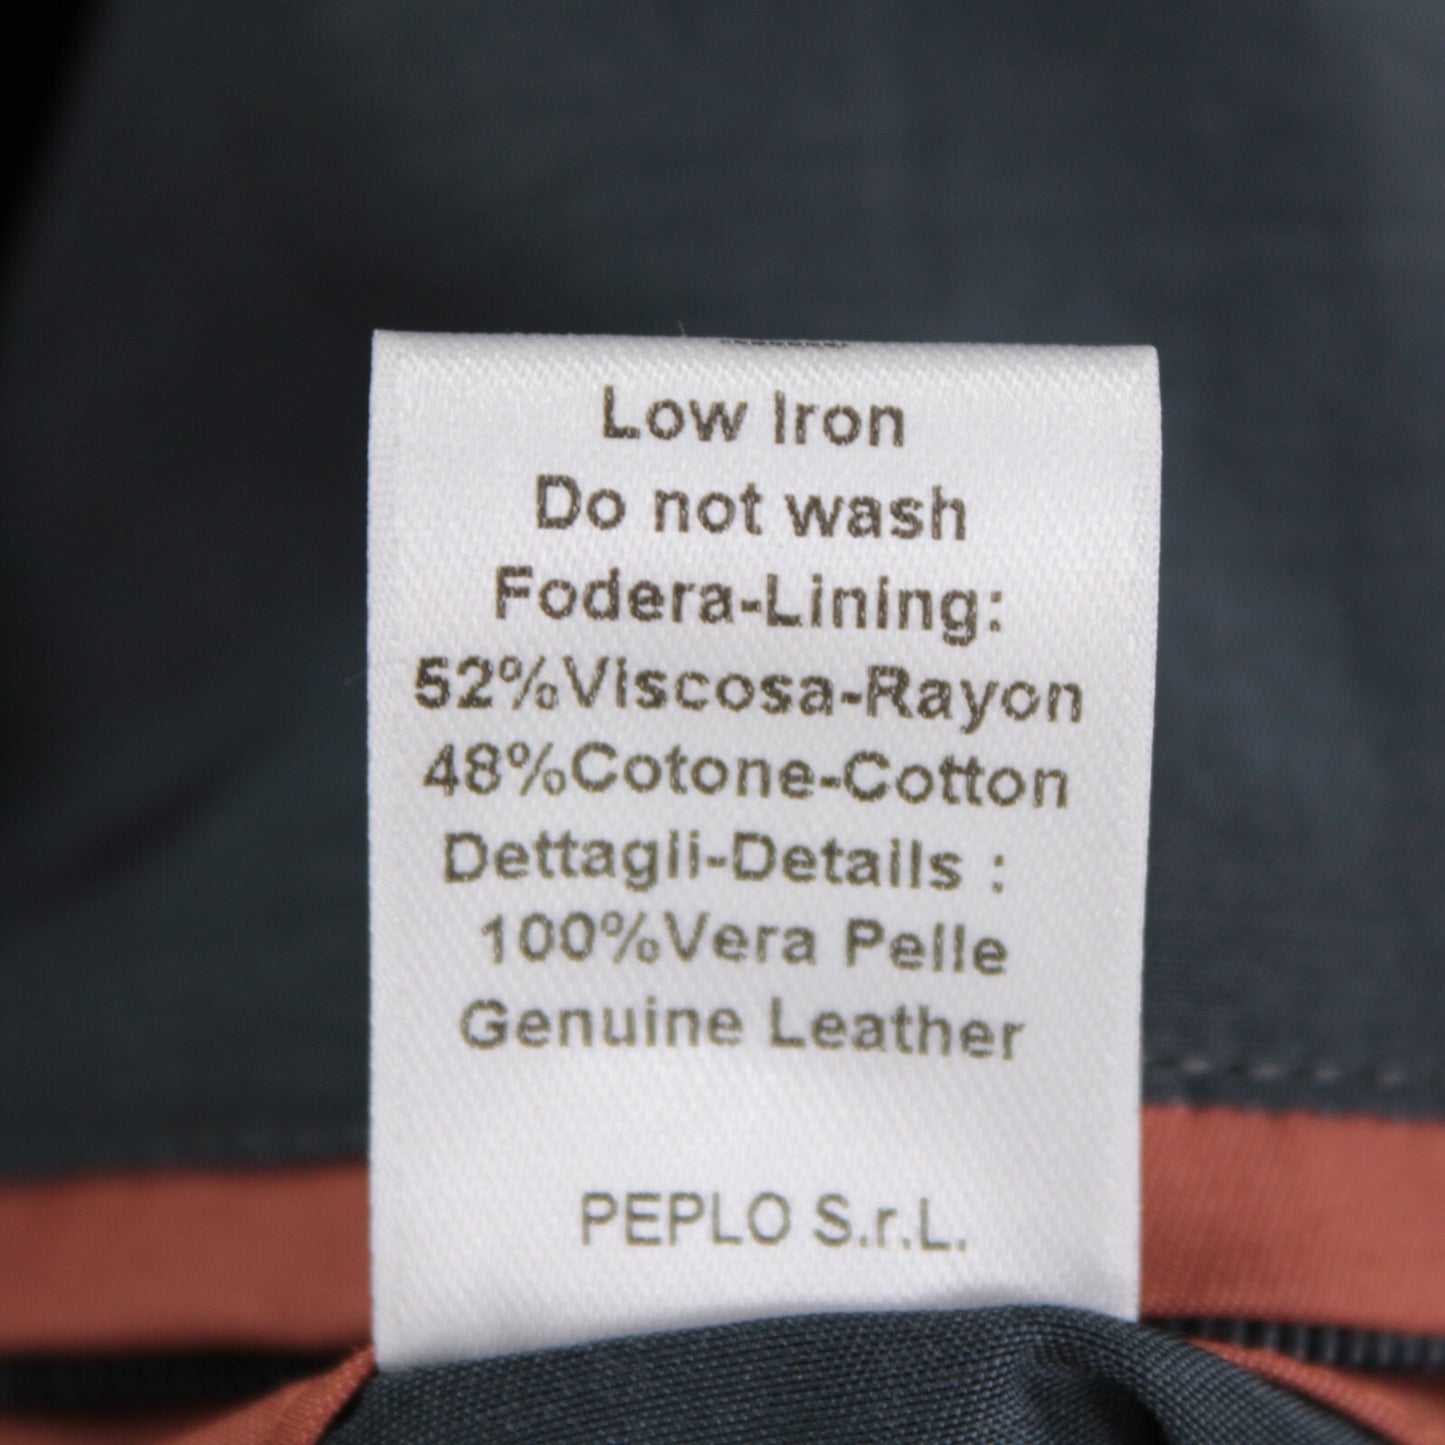 Low Iron
Do not wash
Fodera-Lining:
52%Viscosa-Rayon
48%Cotone-Cotton
Dettagli-Details :
100%Vera Pelle
Genuine Leather
PEPLO S.r.L.